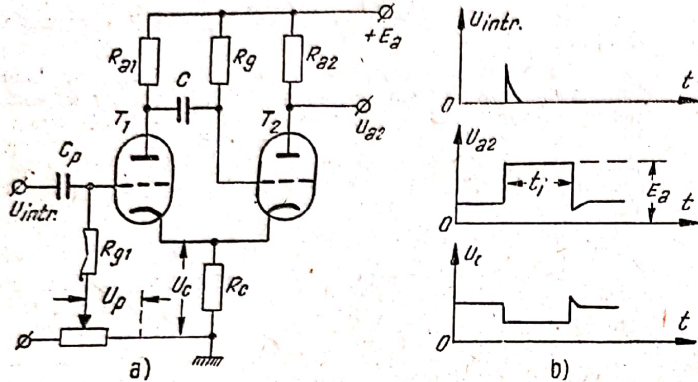 +Ea
Ra1
Rg
Ra2
C
T1
T2
Ua2
Cp
Uintr.
Rg1
Up
Uc
Rc
a)
Uintr.
0
t
Ua2
ti
Ea
0
t
Uc
0
t
b)